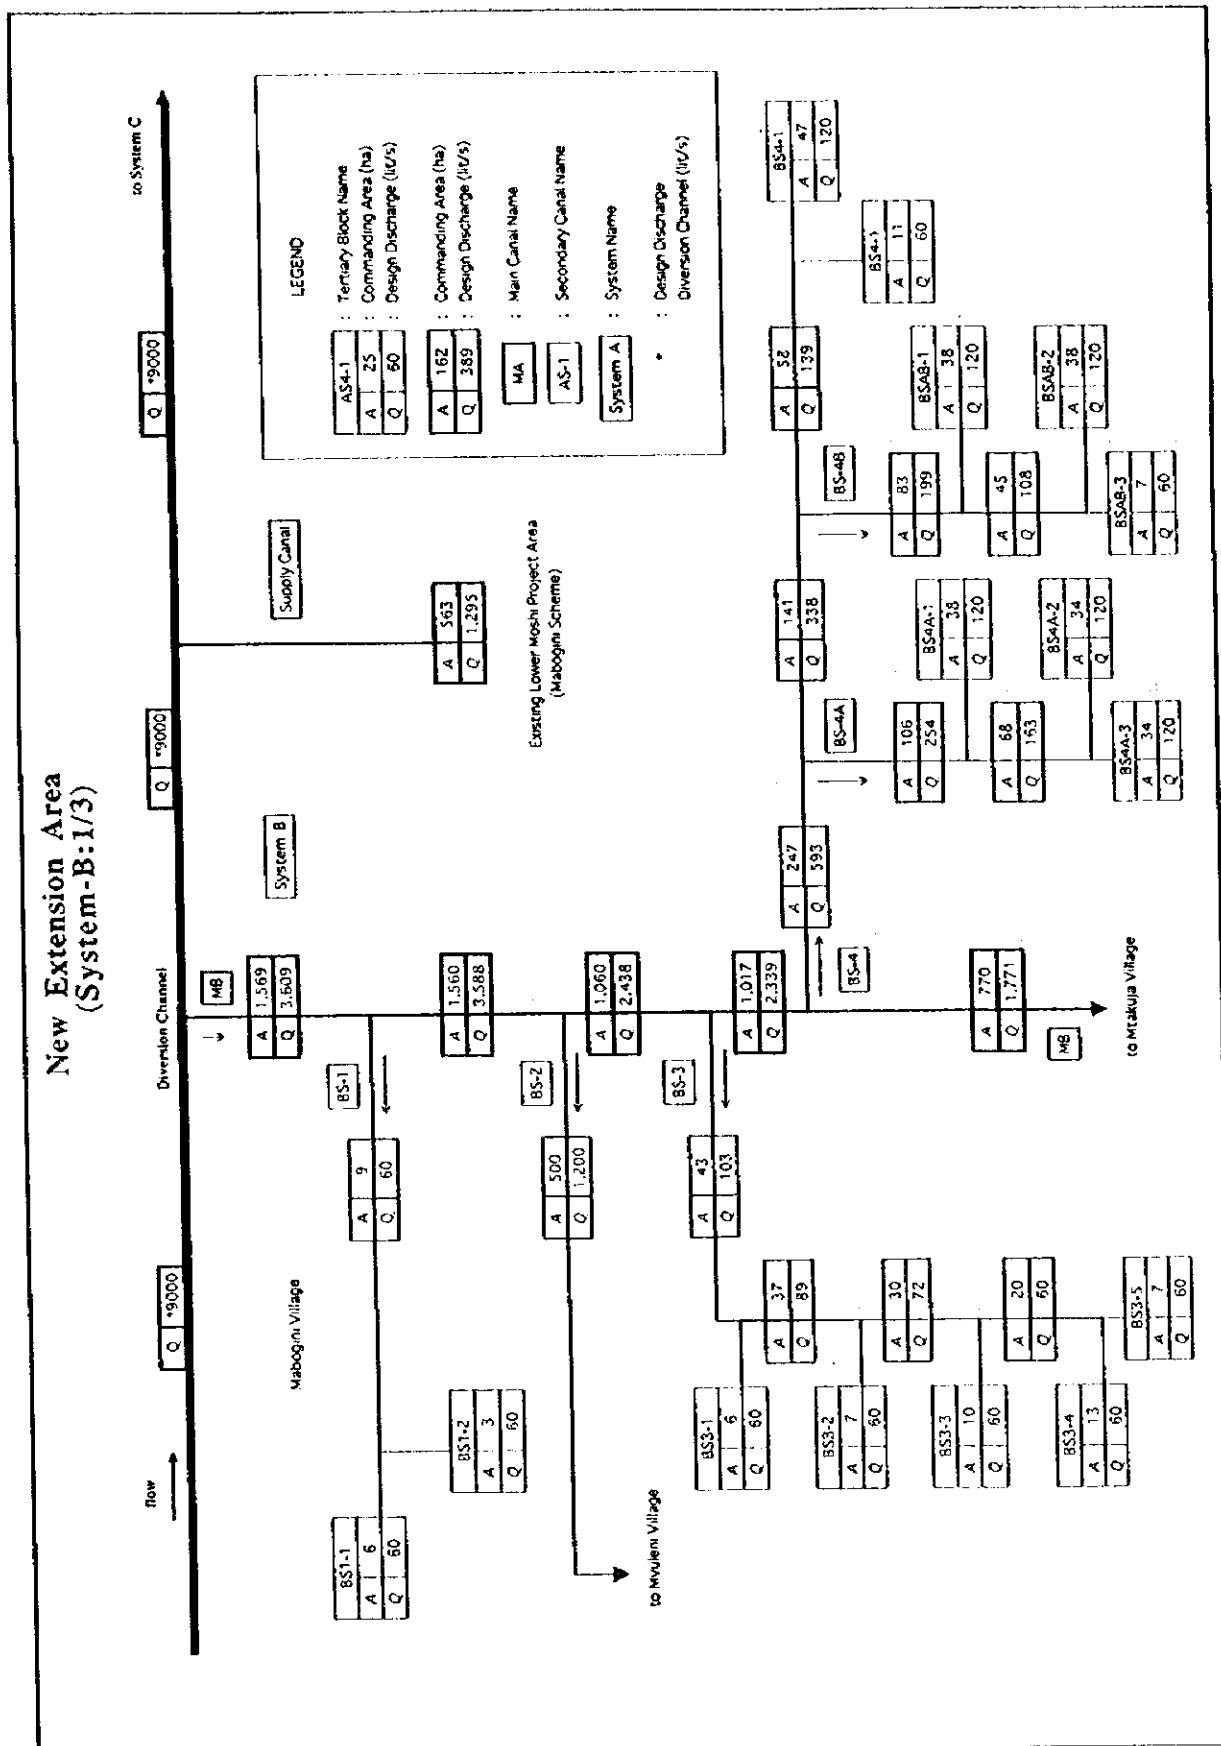 New Extension Area
(System-B:1/3)
flow
Diversion Channel
to System C
Q *9000
Q *9000
Q *9000
LEGEND
AS4-1 : Tertiary Block Name
A 25 : Commanding Area (ha)
Q 60 : Design Discharge (lit/s)
A 162 : Commanding Area (ha)
Q 389 : Design Discharge (lit/s)
MA : Main Canal Name
AS-1 : Secondary Canal Name
System A : System Name
* : Design Discharge
Diversion Channel (lit/s)
MB
System B
Supply Canal
A 1.569
Q 3.609
A 563
Q 1.295
Existing Lower Moshi Project Area
(Mabogini Scheme)
Mabogini Village
BS-1
A 9
Q 60
BS1-1
A 6
Q 60
BS1-2
A 3
Q 60
A 1.560
Q 3.588
BS-2
A 500
Q 1.200
to Mvuleni Village
A 1.060
Q 2.438
BS-3
A 43
Q 103
BS3-1
A 6
Q 60
A 37
Q 89
BS3-2
A 7
Q 60
A 30
Q 72
BS3-3
A 10
Q 60
A 20
Q 60
BS3-4
A 13
Q 60
BS3-5
A 7
Q 60
A 1.017
Q 2.339
BS-4
A 247
Q 593
BS-4A
A 106
Q 254
BS4A-1
A 38
Q 120
A 68
Q 163
BS4A-2
A 34
Q 120
BS4A-3
A 34
Q 120
A 141
Q 338
BS-4B
A 83
Q 199
BSAB-1
A 38
Q 120
A 45
Q 108
BSAB-2
A 38
Q 120
BSAB-3
A 7
Q 60
A 58
Q 139
A 11
Q 60
BS4-1
A 47
Q 120
A 770
Q 1.771
MB
to Mtakuja Village